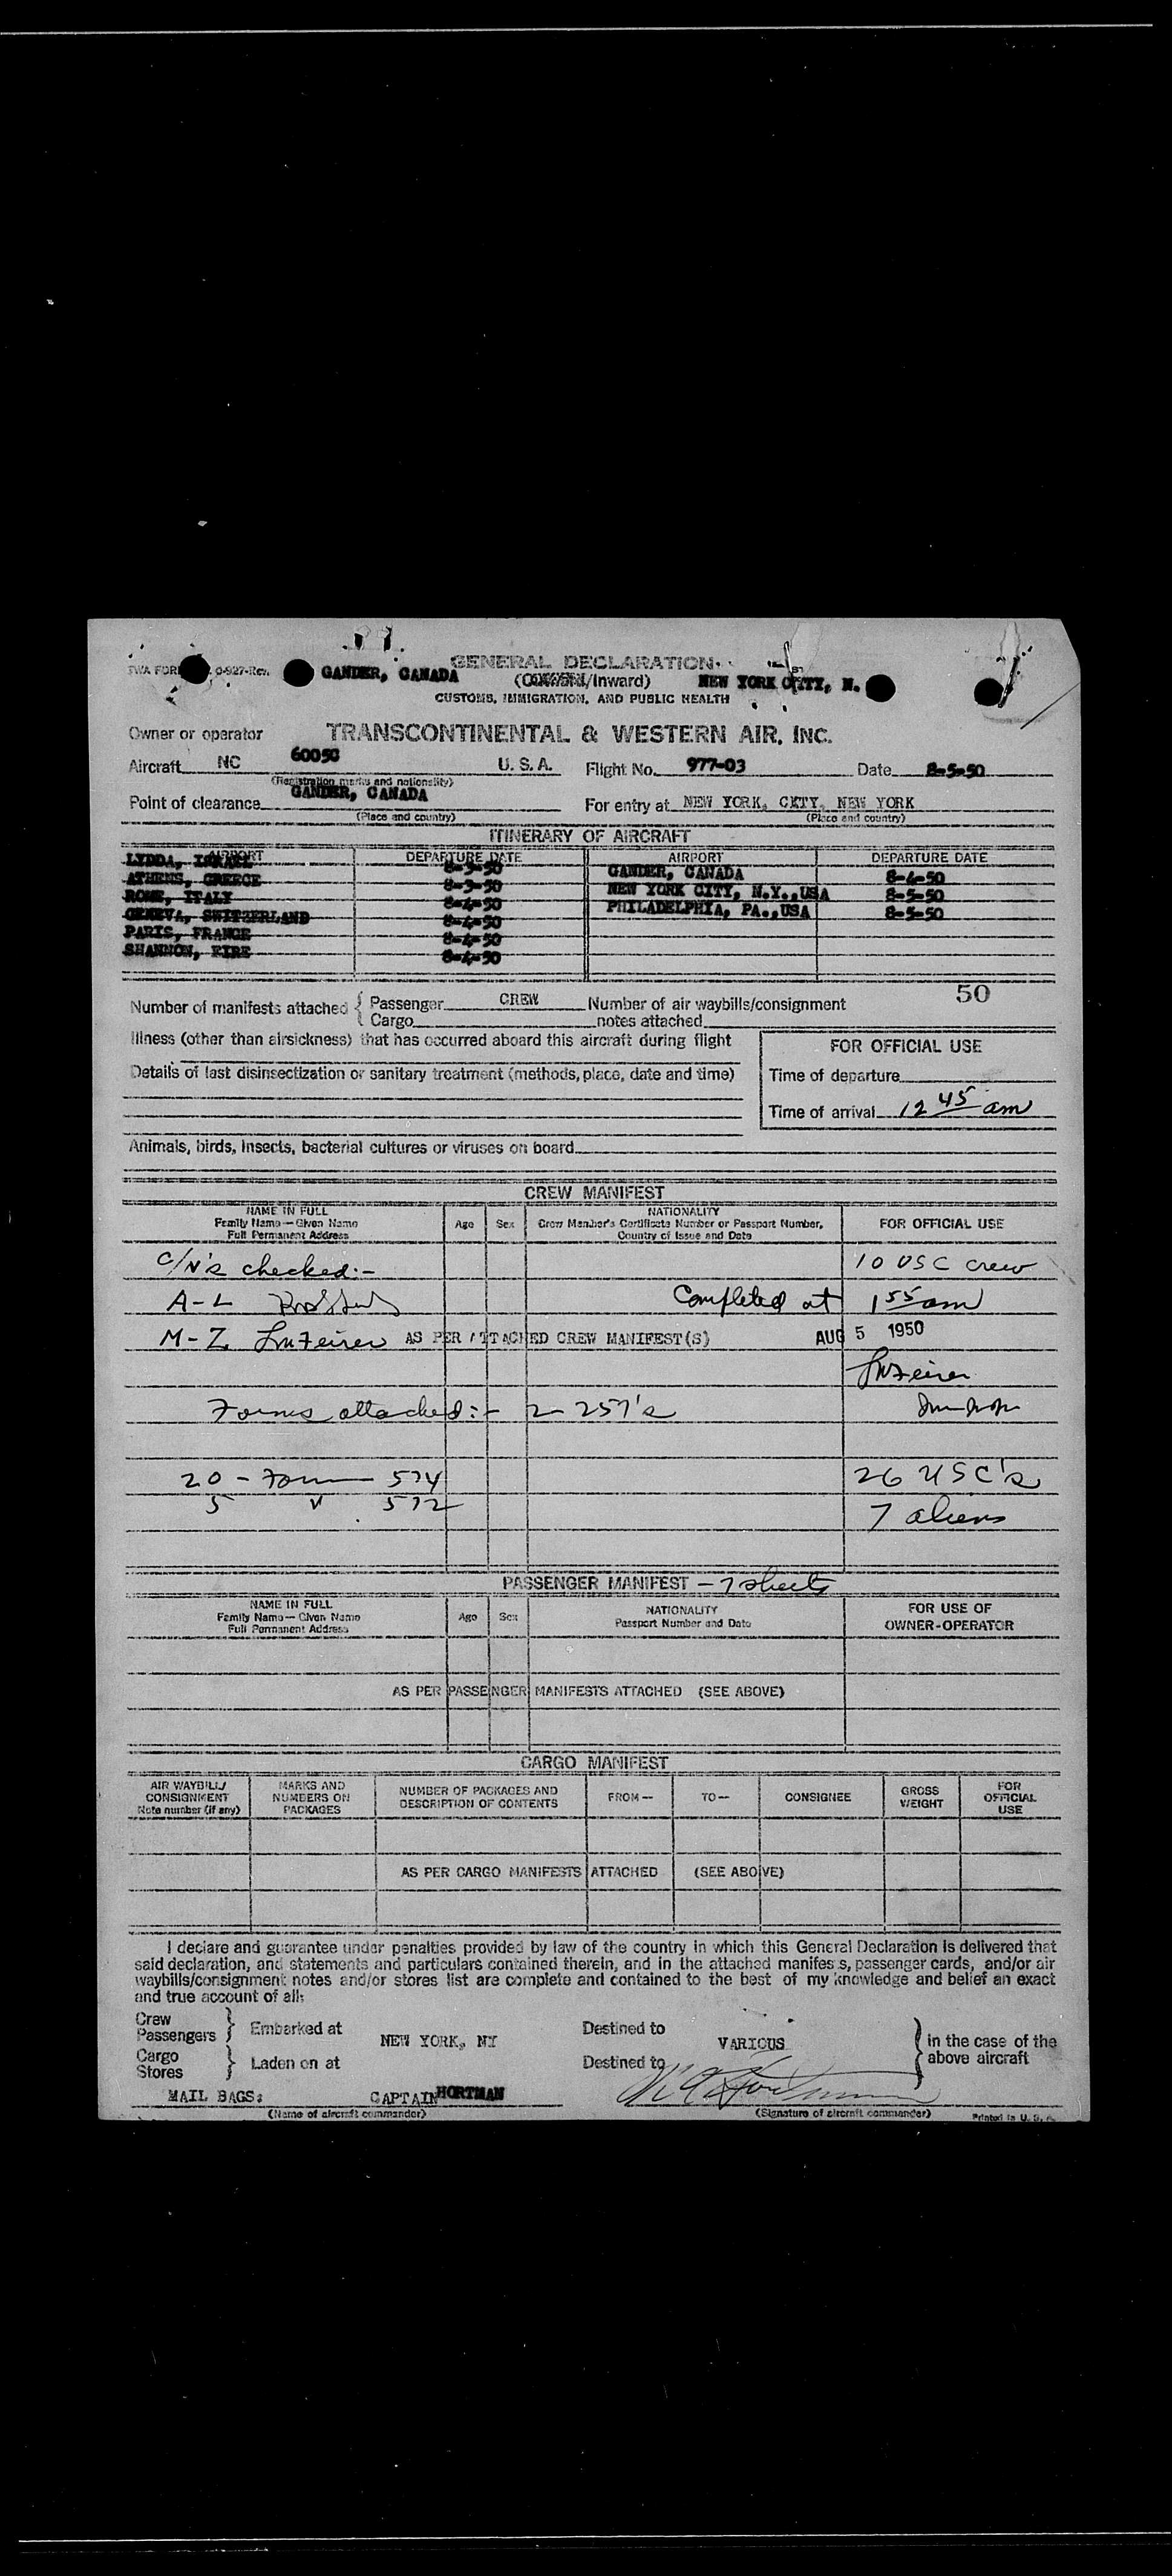 TWA FORM 0-927-Rev.
GENERAL DECLARATION
GANDER, CANADA (Outward/Inward) NEW YORK CITY, N.
CUSTOMS, IMMIGRATION, AND PUBLIC HEALTH
Owner or operator TRANSCONTINENTAL & WESTERN AIR, INC.
Aircraft NC 6005C U. S. A. Flight No. 977-03 Date 8-5-50
(Registration marks and nationality)
Point of clearance GANDER, CANADA For entry at NEW YORK, CITY, NEW YORK
(Place and country) (Place and country)
ITINERARY OF AIRCRAFT
AIRPORT DEPARTURE DATE AIRPORT DEPARTURE DATE
LYDDA, ISRAEL 8-3-50 GANDER, CANADA 8-4-50
ATHENS, GREECE 8-3-50 NEW YORK CITY, N.Y.,USA 8-5-50
ROME, ITALY 8-4-50 PHILADELPHIA, PA.,USA 8-5-50
GENEVA, SWITZERLAND 8-4-50
PARIS, FRANCE 8-4-50
SHANNON, EIRE 8-4-50
50
Number of manifests attached { Passenger CREW Number of air waybills/consignment
Cargo notes attached
Illness (other than airsickness) that has occurred aboard this aircraft during flight
FOR OFFICIAL USE
Details of last disinsectization or sanitary treatment (methods, place, date and time)
Time of departure
Time of arrival 12 45 am
Animals, birds, insects, bacterial cultures or viruses on board
CREW MANIFEST
NAME IN FULL
Family Name—Given Name
Full Permanent Address
Age Sex
NATIONALITY
Crew Member's Certificate Number or Passport Number,
Country of Issue and Date
FOR OFFICIAL USE
C/N's checked:- 10 USC crew
A-L Completed at 1 55 am
M-Z AS PER ATTACHED CREW MANIFEST(S) AUG 5 1950
Forms attached:- 2-257's
20 - Form 574 26 USC's
5 " 572 7 aliens
PASSENGER MANIFEST - 7 sheets
NAME IN FULL
Family Name—Given Name
Full Permanent Address
Age Sex
NATIONALITY
Passport Number and Date
FOR USE OF
OWNER-OPERATOR
AS PER PASSENGER MANIFESTS ATTACHED (SEE ABOVE)
CARGO MANIFEST
AIR WAYBILL/
CONSIGNMENT
Note number (if any)
MARKS AND
NUMBERS ON
PACKAGES
NUMBER OF PACKAGES AND
DESCRIPTION OF CONTENTS
FROM—
TO—
CONSIGNEE
GROSS
WEIGHT
FOR
OFFICIAL
USE
AS PER CARGO MANIFESTS ATTACHED (SEE ABOVE)
I declare and guarantee under penalties provided by law of the country in which this General Declaration is delivered that
said declaration, and statements and particulars contained therein, and in the attached manifes s, passenger cards, and/or air
waybills/consignment notes and/or stores list are complete and contained to the best of my knowledge and belief an exact
and true account of all:
Crew
Passengers } Embarked at NEW YORK, NY Destined to VARIOUS
Cargo
Stores } Laden on at Destined to
} in the case of the
above aircraft
MAIL BAGS: CAPTAIN HORTMAN
(Name of aircraft commander) (Signature of aircraft commander) Printed in U. S. A.